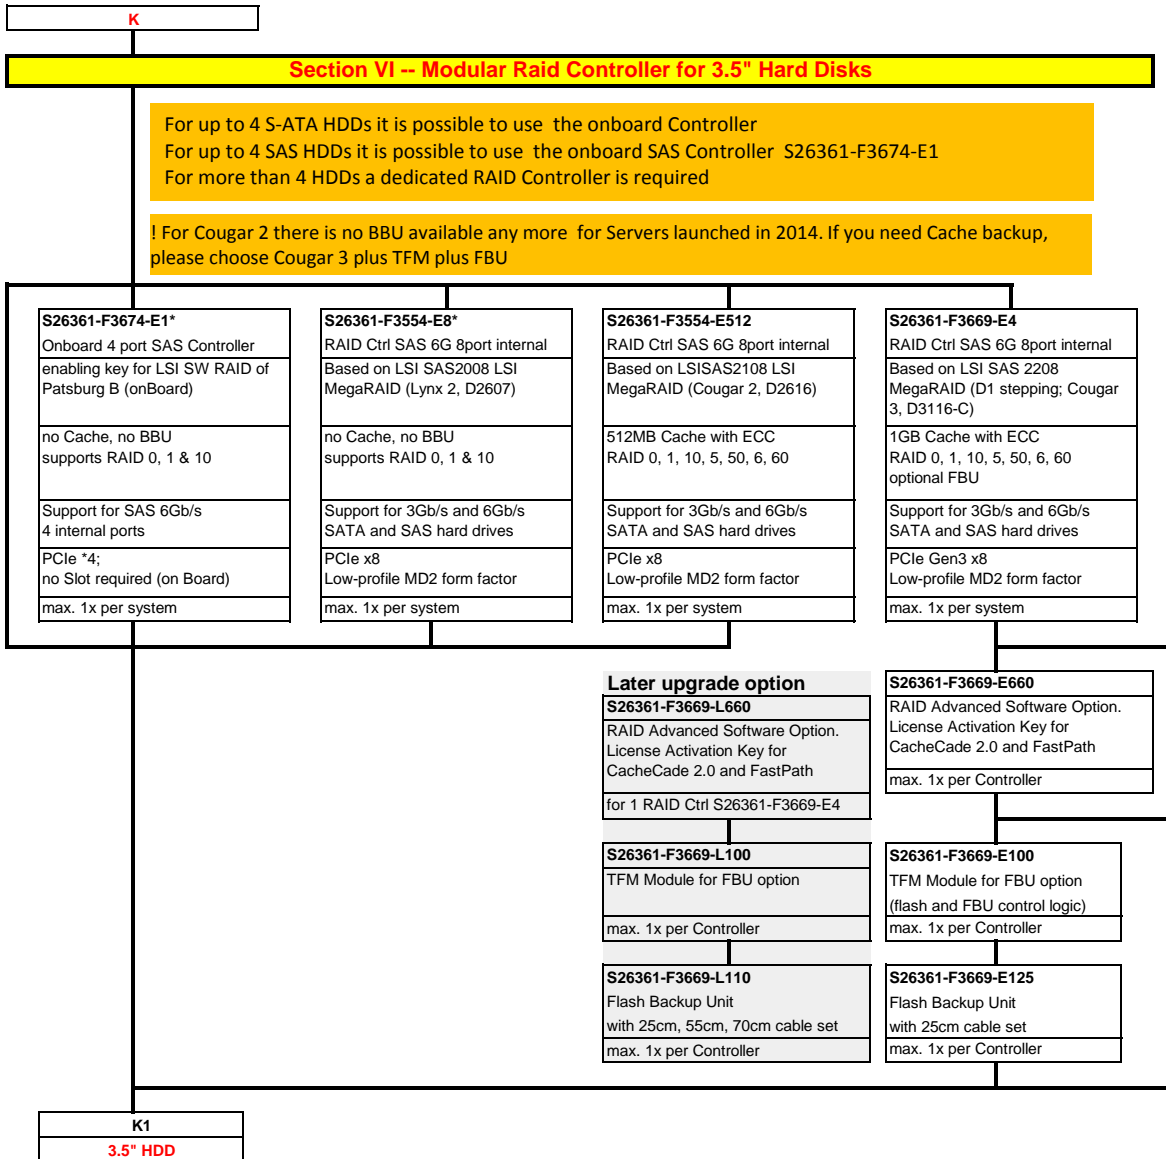 K
Section VI -- Modular Raid Controller for 3.5" Hard Disks
For up to 4 S-ATA HDDs it is possible to use the onboard Controller
For up to 4 SAS HDDs it is possible to use the onboard SAS Controller S26361-F3674-E1
For more than 4 HDDs a dedicated RAID Controller is required
! For Cougar 2 there is no BBU available any more for Servers launched in 2014. If you need Cache backup,
please choose Cougar 3 plus TFM plus FBU
S26361-F3674-E1*
Onboard 4 port SAS Controller
enabling key for LSI SW RAID of
Patsburg B (onBoard)
no Cache, no BBU
supports RAID 0, 1 & 10
Support for SAS 6Gb/s
4 internal ports
PCIe *4;
no Slot required (on Board)
max. 1x per system
S26361-F3554-E8*
RAID Ctrl SAS 6G 8port internal
Based on LSI SAS2008 LSI
MegaRAID (Lynx 2, D2607)
no Cache, no BBU
supports RAID 0, 1 & 10
Support for 3Gb/s and 6Gb/s
SATA and SAS hard drives
PCIe x8
Low-profile MD2 form factor
max. 1x per system
S26361-F3554-E512
RAID Ctrl SAS 6G 8port internal
Based on LSISAS2108 LSI
MegaRAID (Cougar 2, D2616)
512MB Cache with ECC
RAID 0, 1, 10, 5, 50, 6, 60
Support for 3Gb/s and 6Gb/s
SATA and SAS hard drives
PCIe x8
Low-profile MD2 form factor
max. 1x per system
S26361-F3669-E4
RAID Ctrl SAS 6G 8port internal
Based on LSI SAS 2208
MegaRAID (D1 stepping; Cougar
3, D3116-C)
1GB Cache with ECC
RAID 0, 1, 10, 5, 50, 6, 60
optional FBU
Support for 3Gb/s and 6Gb/s
SATA and SAS hard drives
PCIe Gen3 x8
Low-profile MD2 form factor
max. 1x per system
Later upgrade option
S26361-F3669-L660
RAID Advanced Software Option.
License Activation Key for
CacheCade 2.0 and FastPath
for 1 RAID Ctrl S26361-F3669-E4
S26361-F3669-L100
TFM Module for FBU option
max. 1x per Controller
S26361-F3669-L110
Flash Backup Unit
with 25cm, 55cm, 70cm cable set
max. 1x per Controller
S26361-F3669-E660
RAID Advanced Software Option.
License Activation Key for
CacheCade 2.0 and FastPath
max. 1x per Controller
S26361-F3669-E100
TFM Module for FBU option
(flash and FBU control logic)
max. 1x per Controller
S26361-F3669-E125
Flash Backup Unit
with 25cm cable set
max. 1x per Controller
K1
3.5" HDD